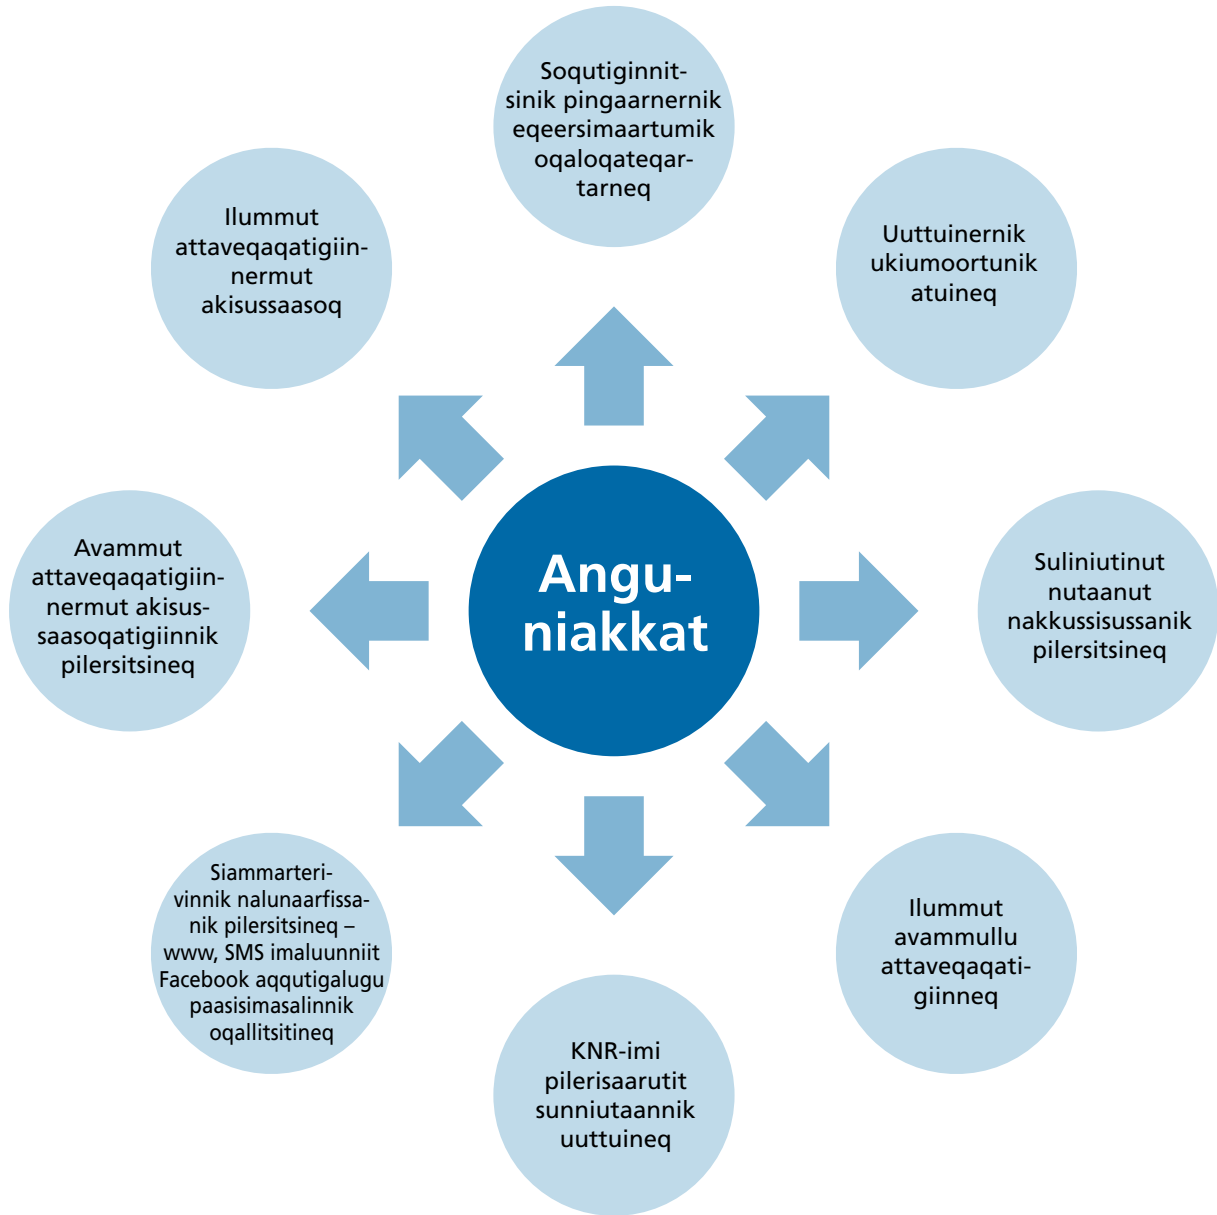 Soqutiginnit-
sinik pingaarnernik
eqeersimaartumik
oqaloqateqar-
tarneq
Uuttuinernik
ukiumoortunik
atuineq
Suliniutinut
nutaanut
nakkussisussanik
pilersitsineq
Ilummut
avammullu
attaveqaqati-
giinneq
KNR-imi
pilerisaarutit
sunniutaannik
uuttuineq
Siammarteri-
vinnik nalunaarfissa-
nik pilersitsineq –
www, SMS imaluunniit
Facebook aqqutigalugu
paasisimasalinnik
oqallitsitineq
Avammut
attaveqaqatigiin-
nermut akisus-
saasoqatigiinnik
pilersitsineq
Ilummut
attaveqaqatigiin-
nermut
akisussaasoq
Angu-
niakkat